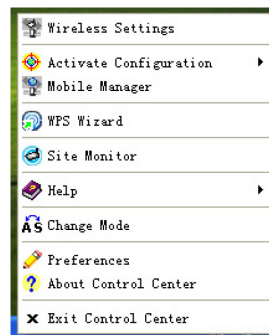 Wireless Settings
Activate Configuration
Mobile Manager
WPS Wizard
Site Monitor
Help
Change Mode
Preferences
About Control Center
Exit Control Center